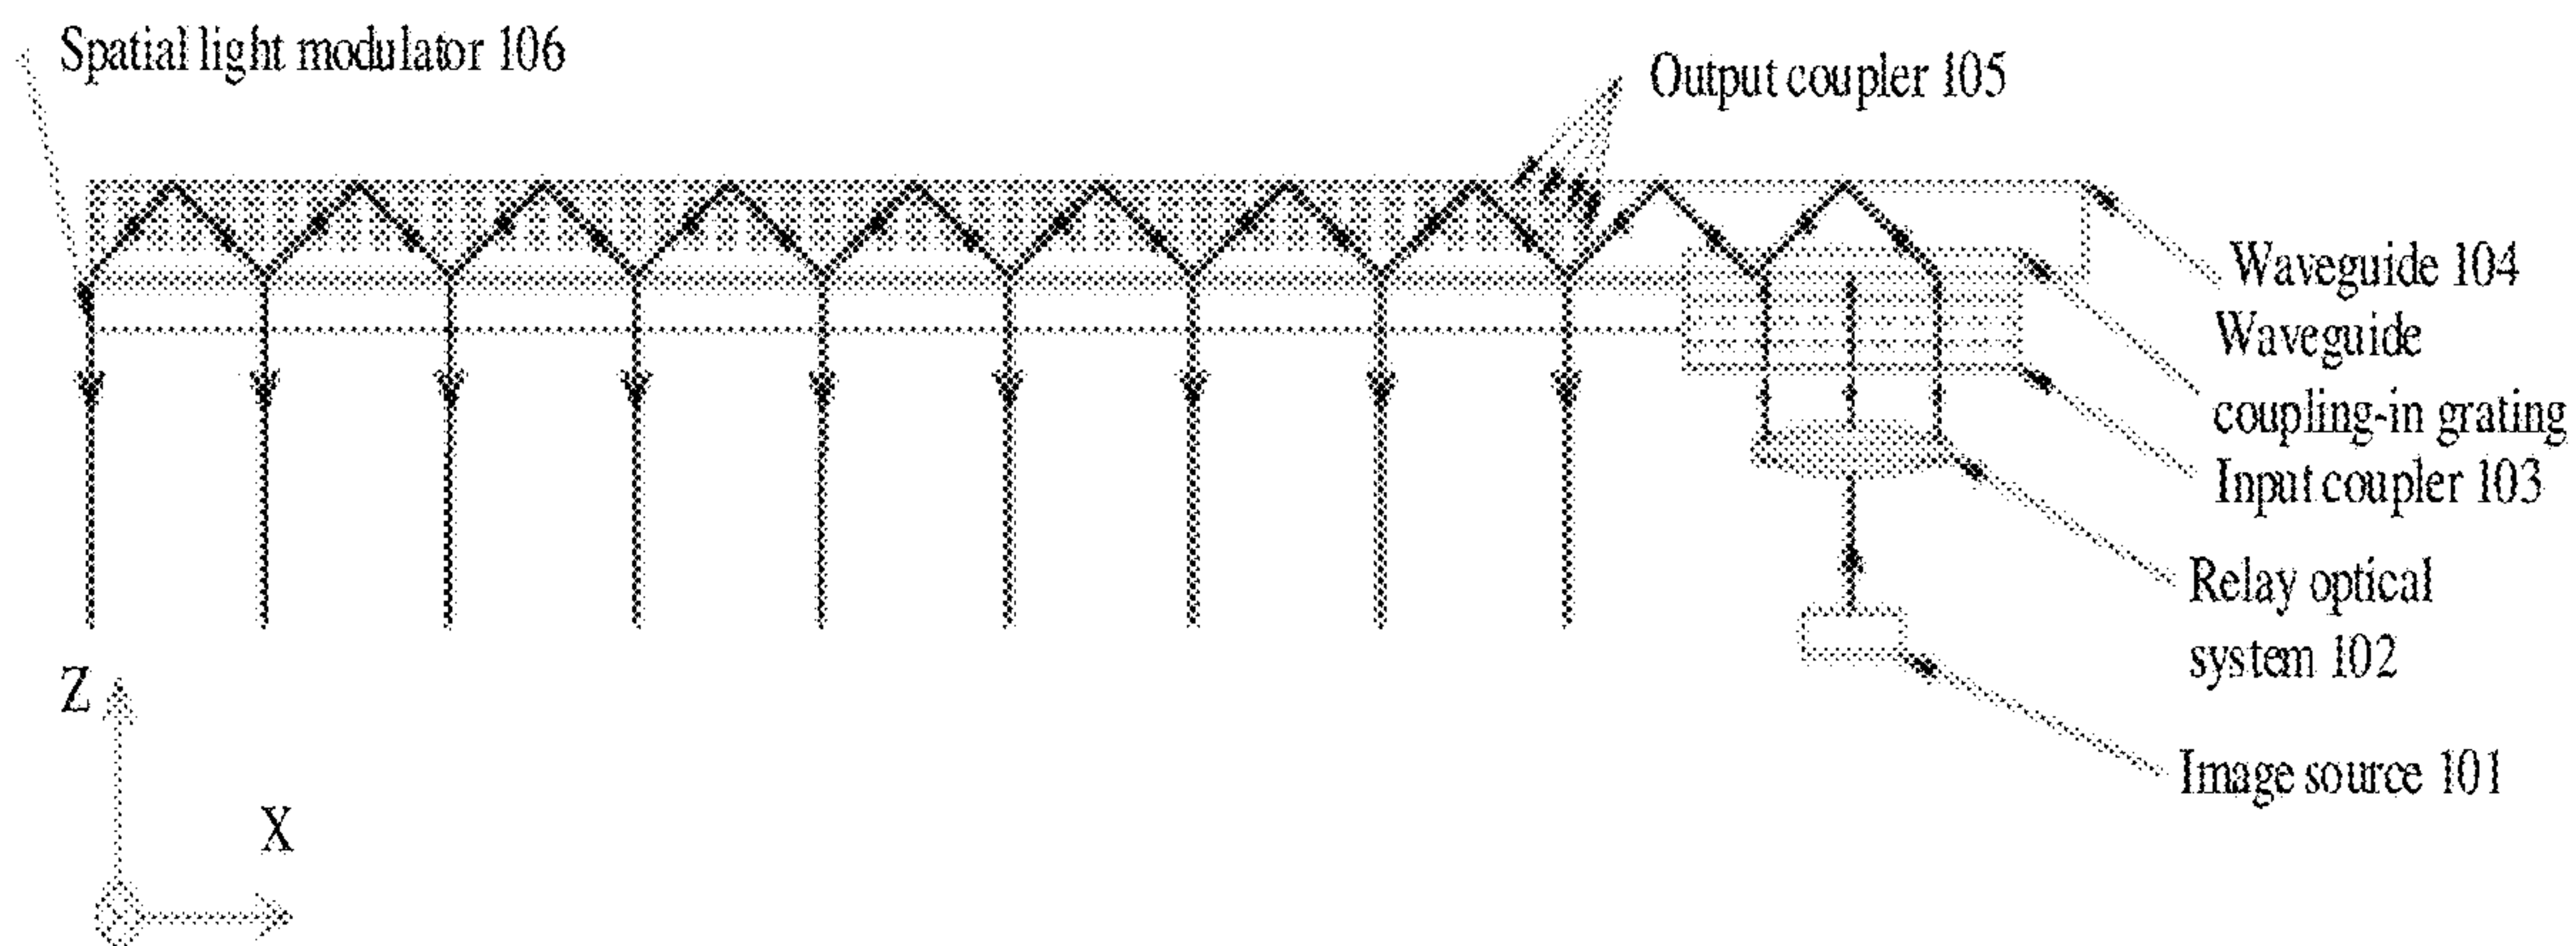 Spatial light modulator 106
Output coupler 105
Waveguide 104
Waveguide
coupling-in grating
Input coupler 103
Relay optical
system 102
Image source 101
Z
X